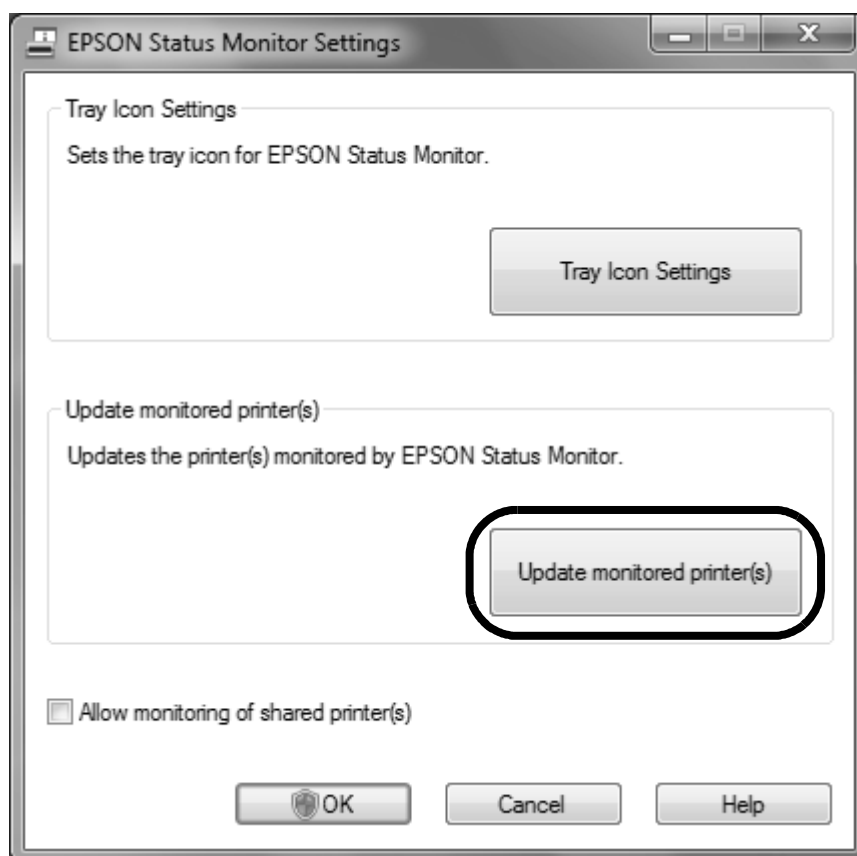 EPSON Status Monitor Settings
Tray Icon Settings
Sets the tray icon for EPSON Status Monitor.
Tray Icon Settings
Update monitored printer(s)
Updates the printer(s) monitored by EPSON Status Monitor.
Update monitored printer(s)
Allow monitoring of shared printer(s)
OK Cancel Help